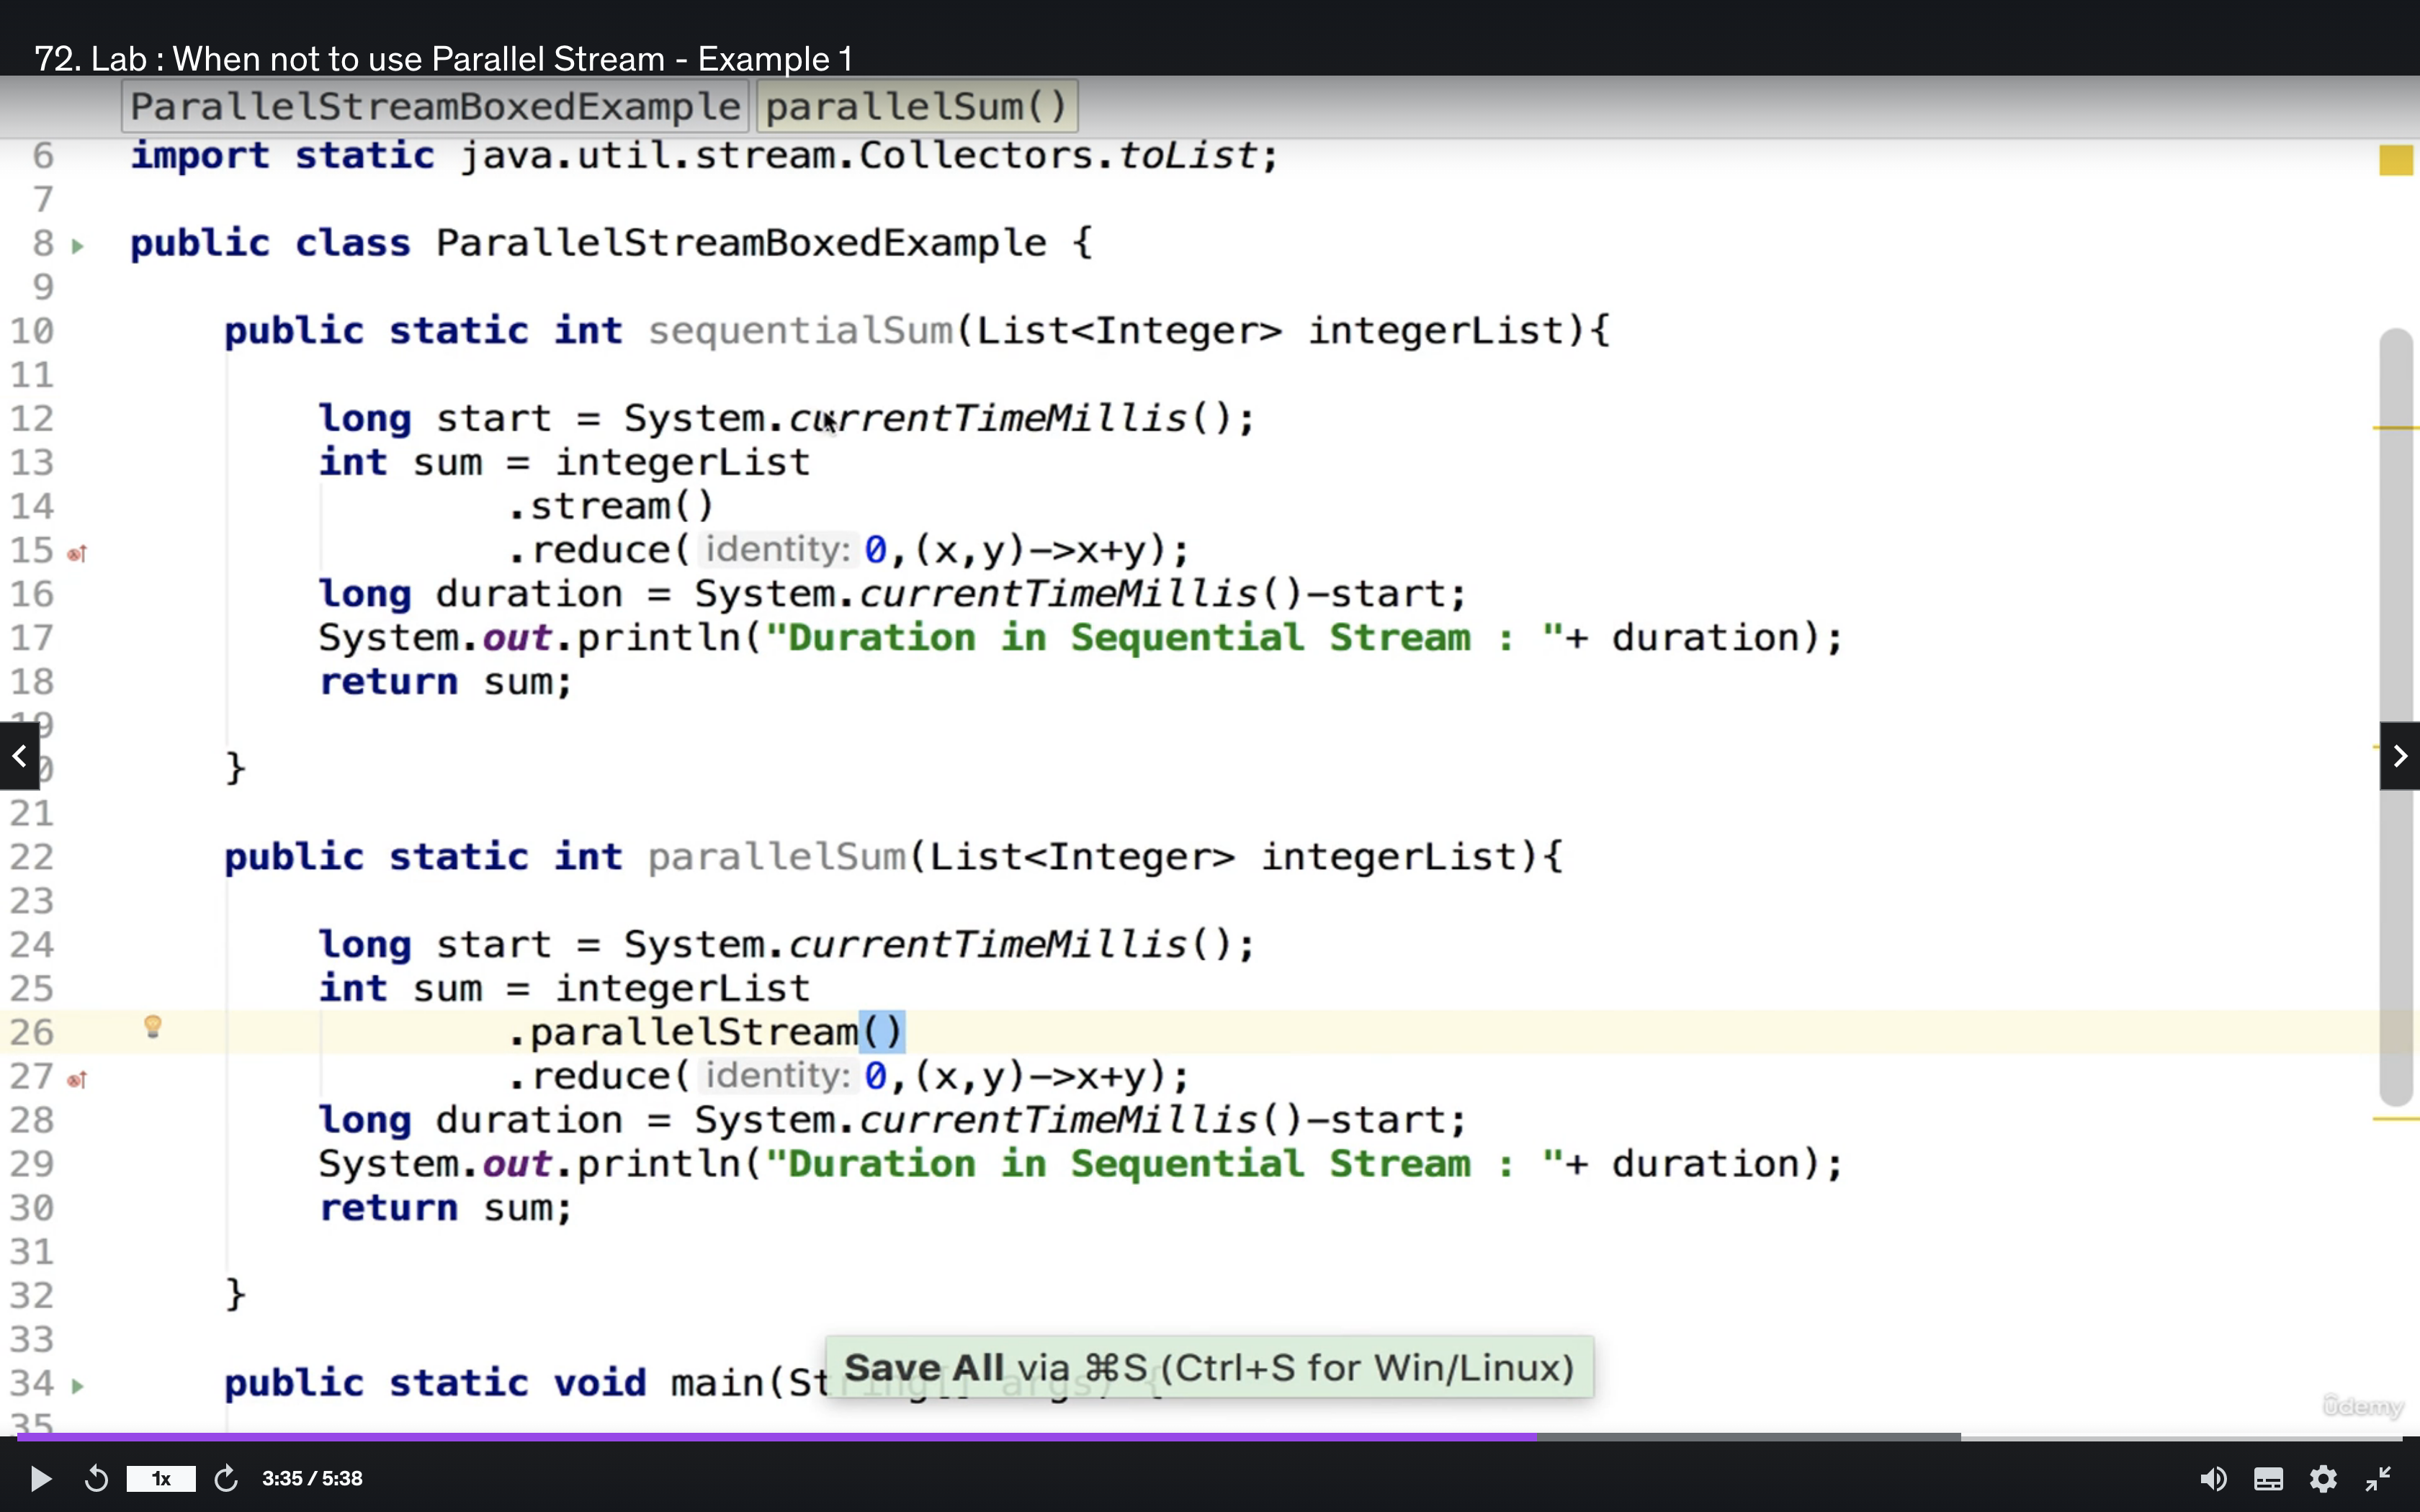 72. Lab : When not to use Parallel Stream - Example 1
ParallelStreamBoxedExample parallelSum()
6 import static java.util.stream.Collectors.toList;
7
8 public class ParallelStreamBoxedExample {
9
10 public static int sequentialSum(List<Integer> integerList){
11
12 long start = System.currentTimeMillis();
13 int sum = integerList
14 .stream()
15 .reduce( identity: 0,(x,y)->x+y);
16 long duration = System.currentTimeMillis()-start;
17 System.out.println("Duration in Sequential Stream : "+ duration);
18 return sum;
19
}
21
22 public static int parallelSum(List<Integer> integerList){
23
24 long start = System.currentTimeMillis();
25 int sum = integerList
26 .parallelStream()
27 .reduce( identity: 0,(x,y)->x+y);
28 long duration = System.currentTimeMillis()-start;
29 System.out.println("Duration in Sequential Stream : "+ duration);
30 return sum;
31
32 }
33
34 public static void main(String[] args) {
Save All via ⌘S (Ctrl+S for Win/Linux)
35
udemy
1x 3:35 / 5:38